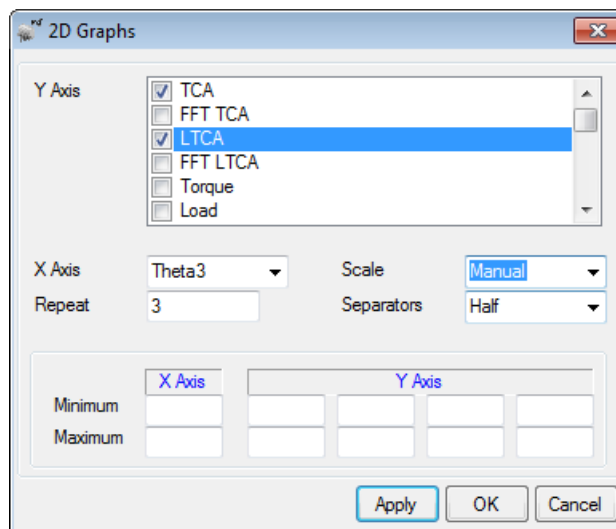 2D Graphs
Y Axis
TCA
FFT TCA
LTCA
FFT LTCA
Torque
Load
X Axis Theta3 Scale Manual
Repeat 3 Separators Half
X Axis Y Axis
Minimum
Maximum
Apply OK Cancel